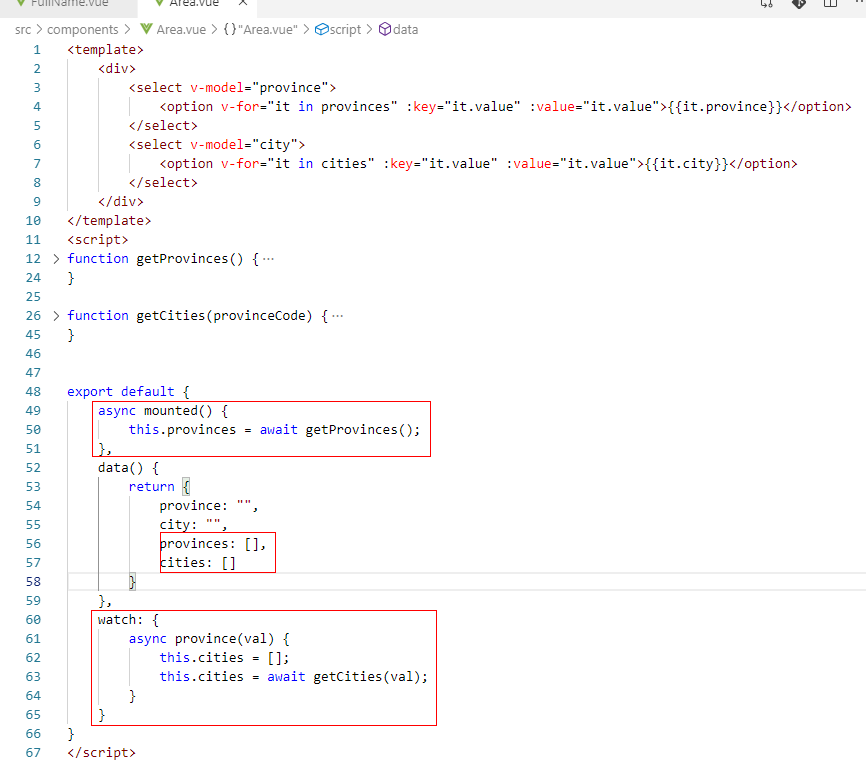 FullName.vue Area.vue ×
src > components > Area.vue > {} "Area.vue" > script > data
1 <template>
2 <div>
3 <select v-model="province">
4 <option v-for="it in provinces" :key="it.value" :value="it.value">{{it.province}}</option>
5 </select>
6 <select v-model="city">
7 <option v-for="it in cities" :key="it.value" :value="it.value">{{it.city}}</option>
8 </select>
9 </div>
10 </template>
11 <script>
12 > function getProvinces() { ···
24 }
25
26 > function getCities(provinceCode) { ···
45 }
46
47
48 export default {
49 async mounted() {
50 this.provinces = await getProvinces();
51 },
52 data() {
53 return {
54 province: "",
55 city: "",
56 provinces: [],
57 cities: []
58 }
59 },
60 watch: {
61 async province(val) {
62 this.cities = [];
63 this.cities = await getCities(val);
64 }
65 }
66 }
67 </script>